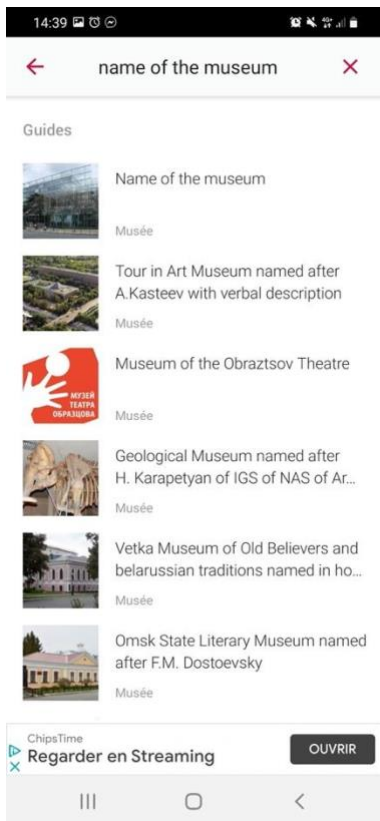 14:39
4G+
name of the museum
Guides
Name of the museum
Musée
Tour in Art Museum named after
A.Kasteev with verbal description
Musée
МУЗЕЙ
ТЕАТРА
ОБРАЗЦОВА
Museum of the Obraztsov Theatre
Musée
Geological Museum named after
H. Karapetyan of IGS of NAS of Ar...
Musée
Vetka Museum of Old Believers and
belarussian traditions named in ho...
Musée
Omsk State Literary Museum named
after F.M. Dostoevsky
Musée
ChipsTime
Regarder en Streaming
OUVRIR